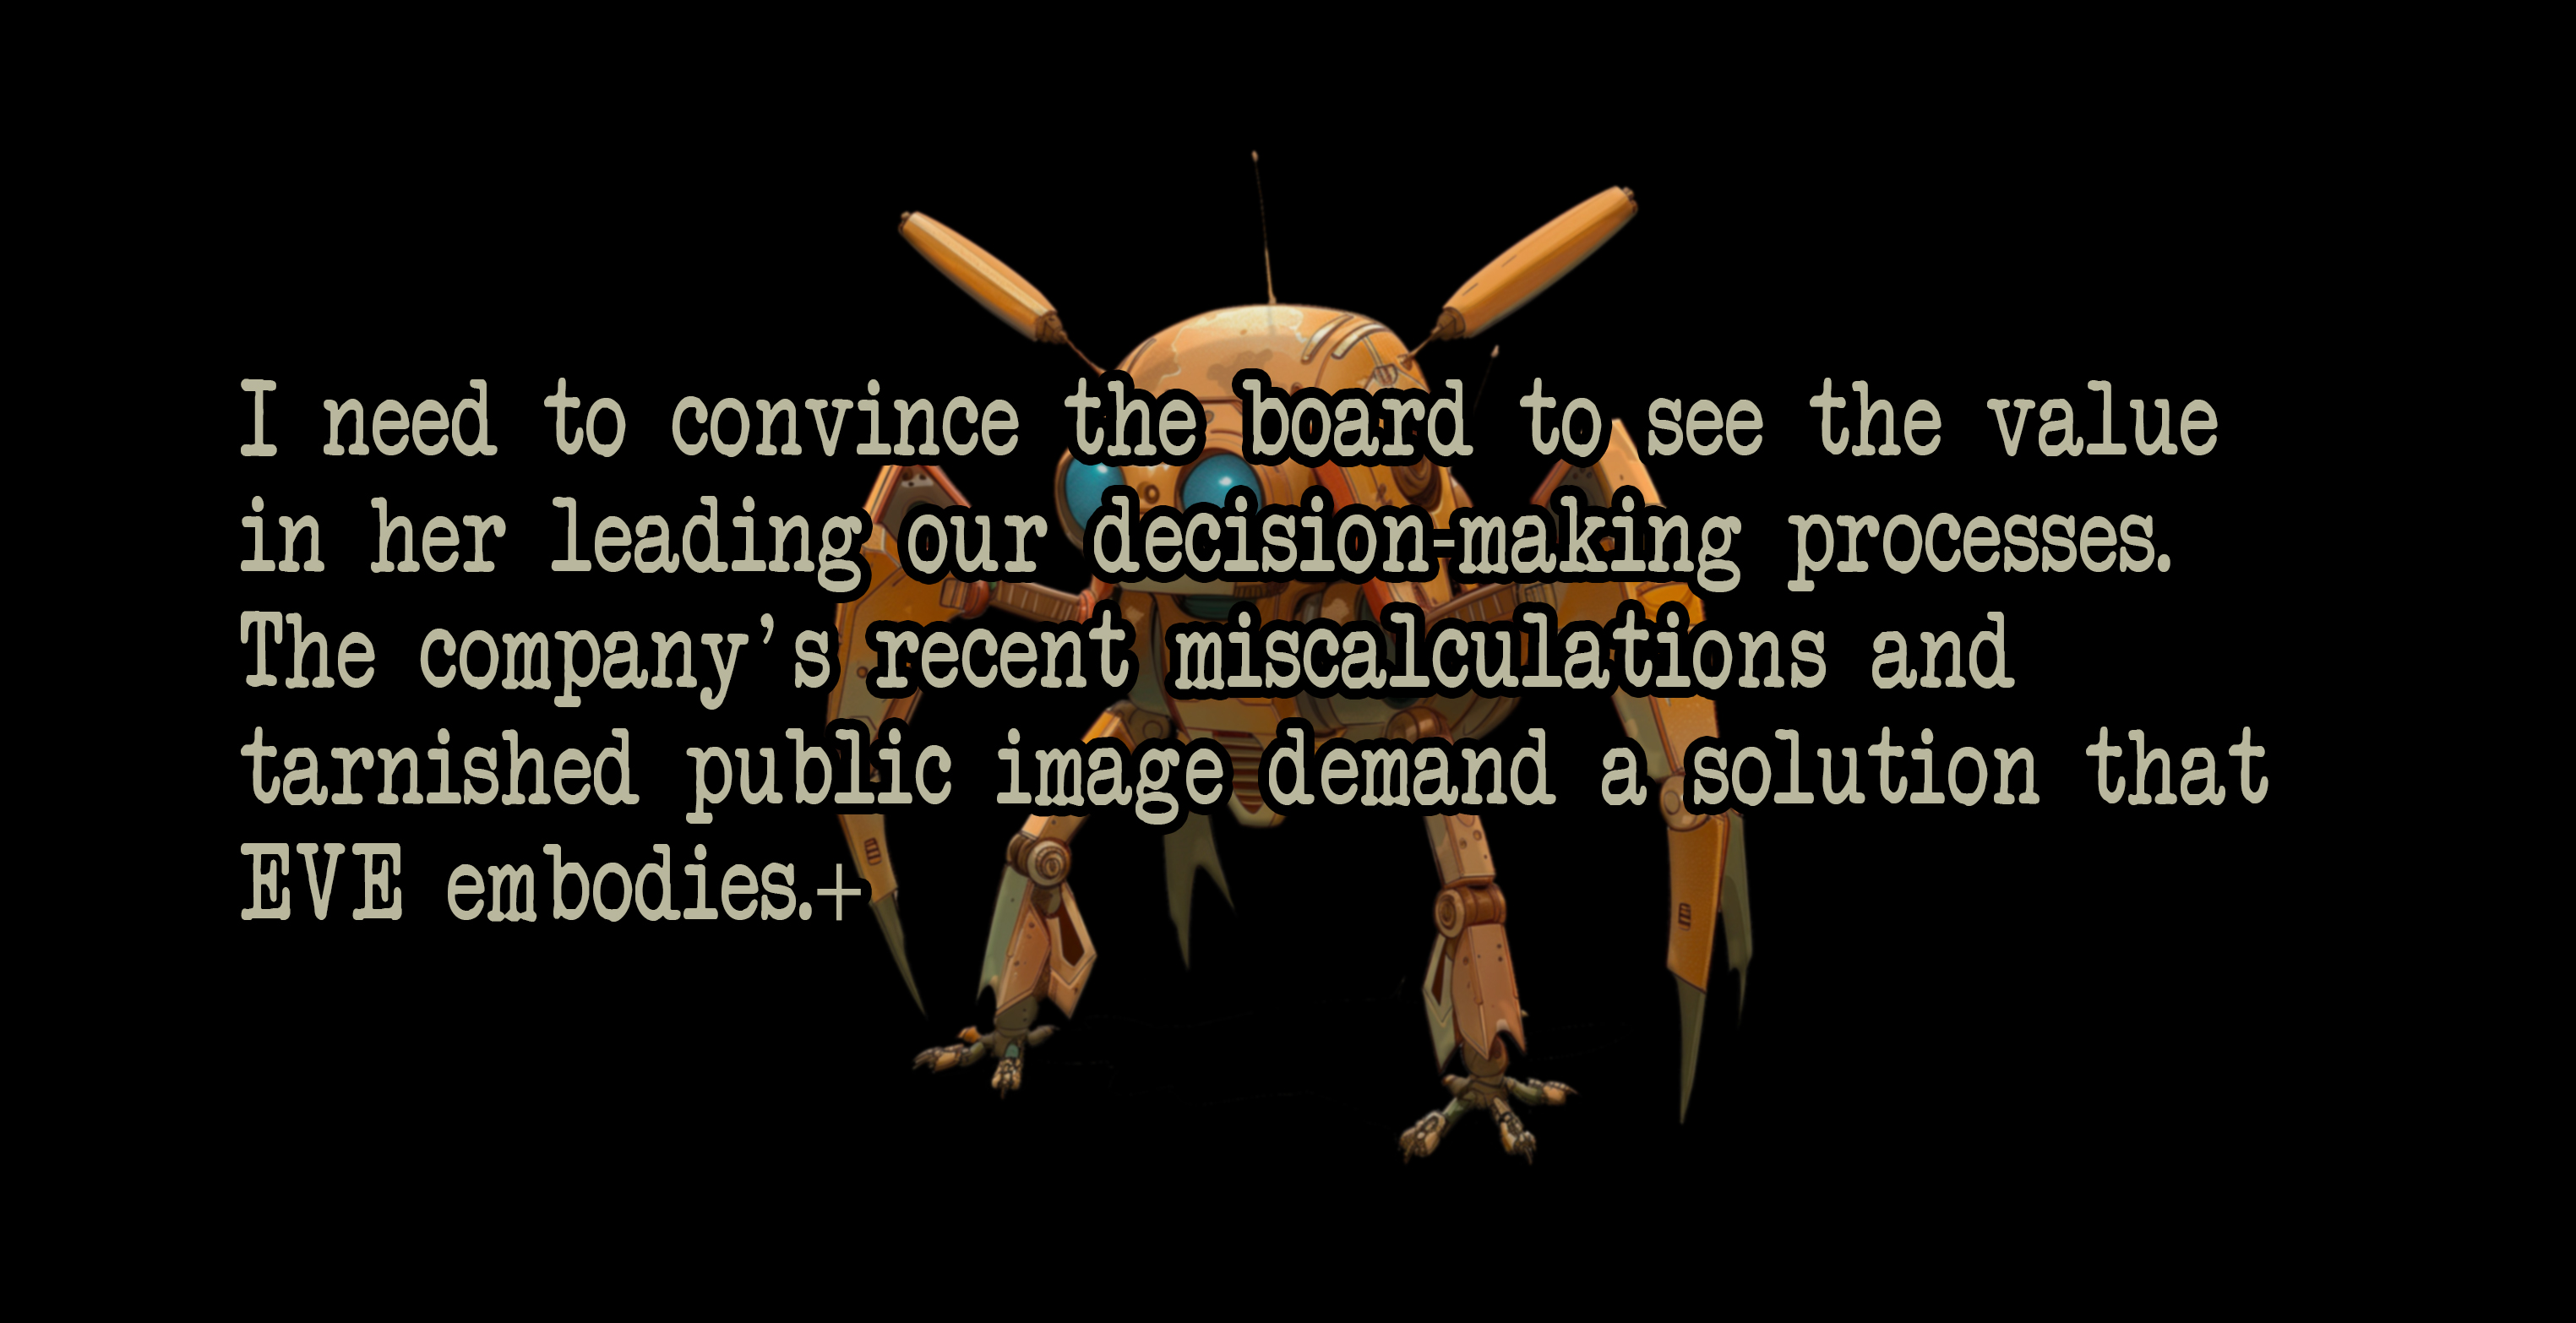 I need to convince the board to see the value
in her leading our decision-making processes.
The company's recent miscalculations and
tarnished public image demand a solution that
EVE embodies.+